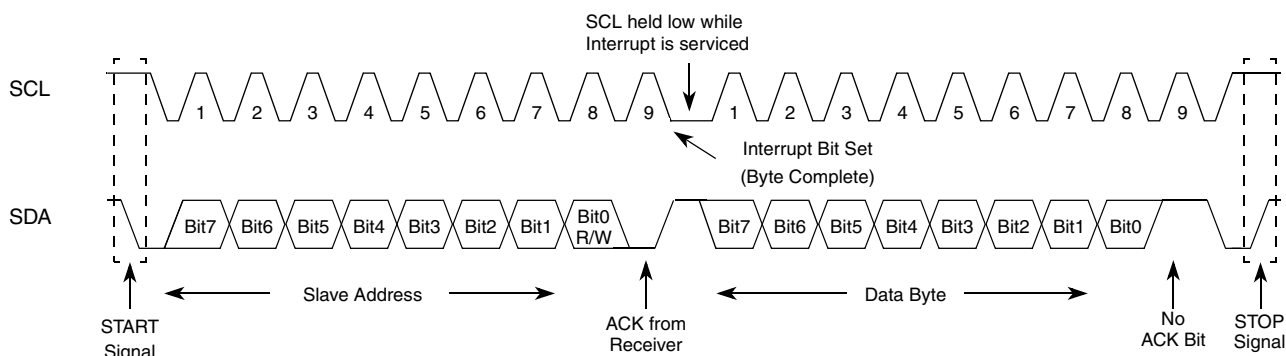 SCL held low while
Interrupt is serviced
SCL
1 2 3 4 5 6 7 8 9 1 2 3 4 5 6 7 8 9
Interrupt Bit Set
(Byte Complete)
SDA
Bit7 Bit6 Bit5 Bit4 Bit3 Bit2 Bit1 Bit0 Bit7 Bit6 Bit5 Bit4 Bit3 Bit2 Bit1 Bit0
R/W
Slave Address
Data Byte
START
Signal
ACK from
Receiver
No
ACK Bit
STOP
Signal